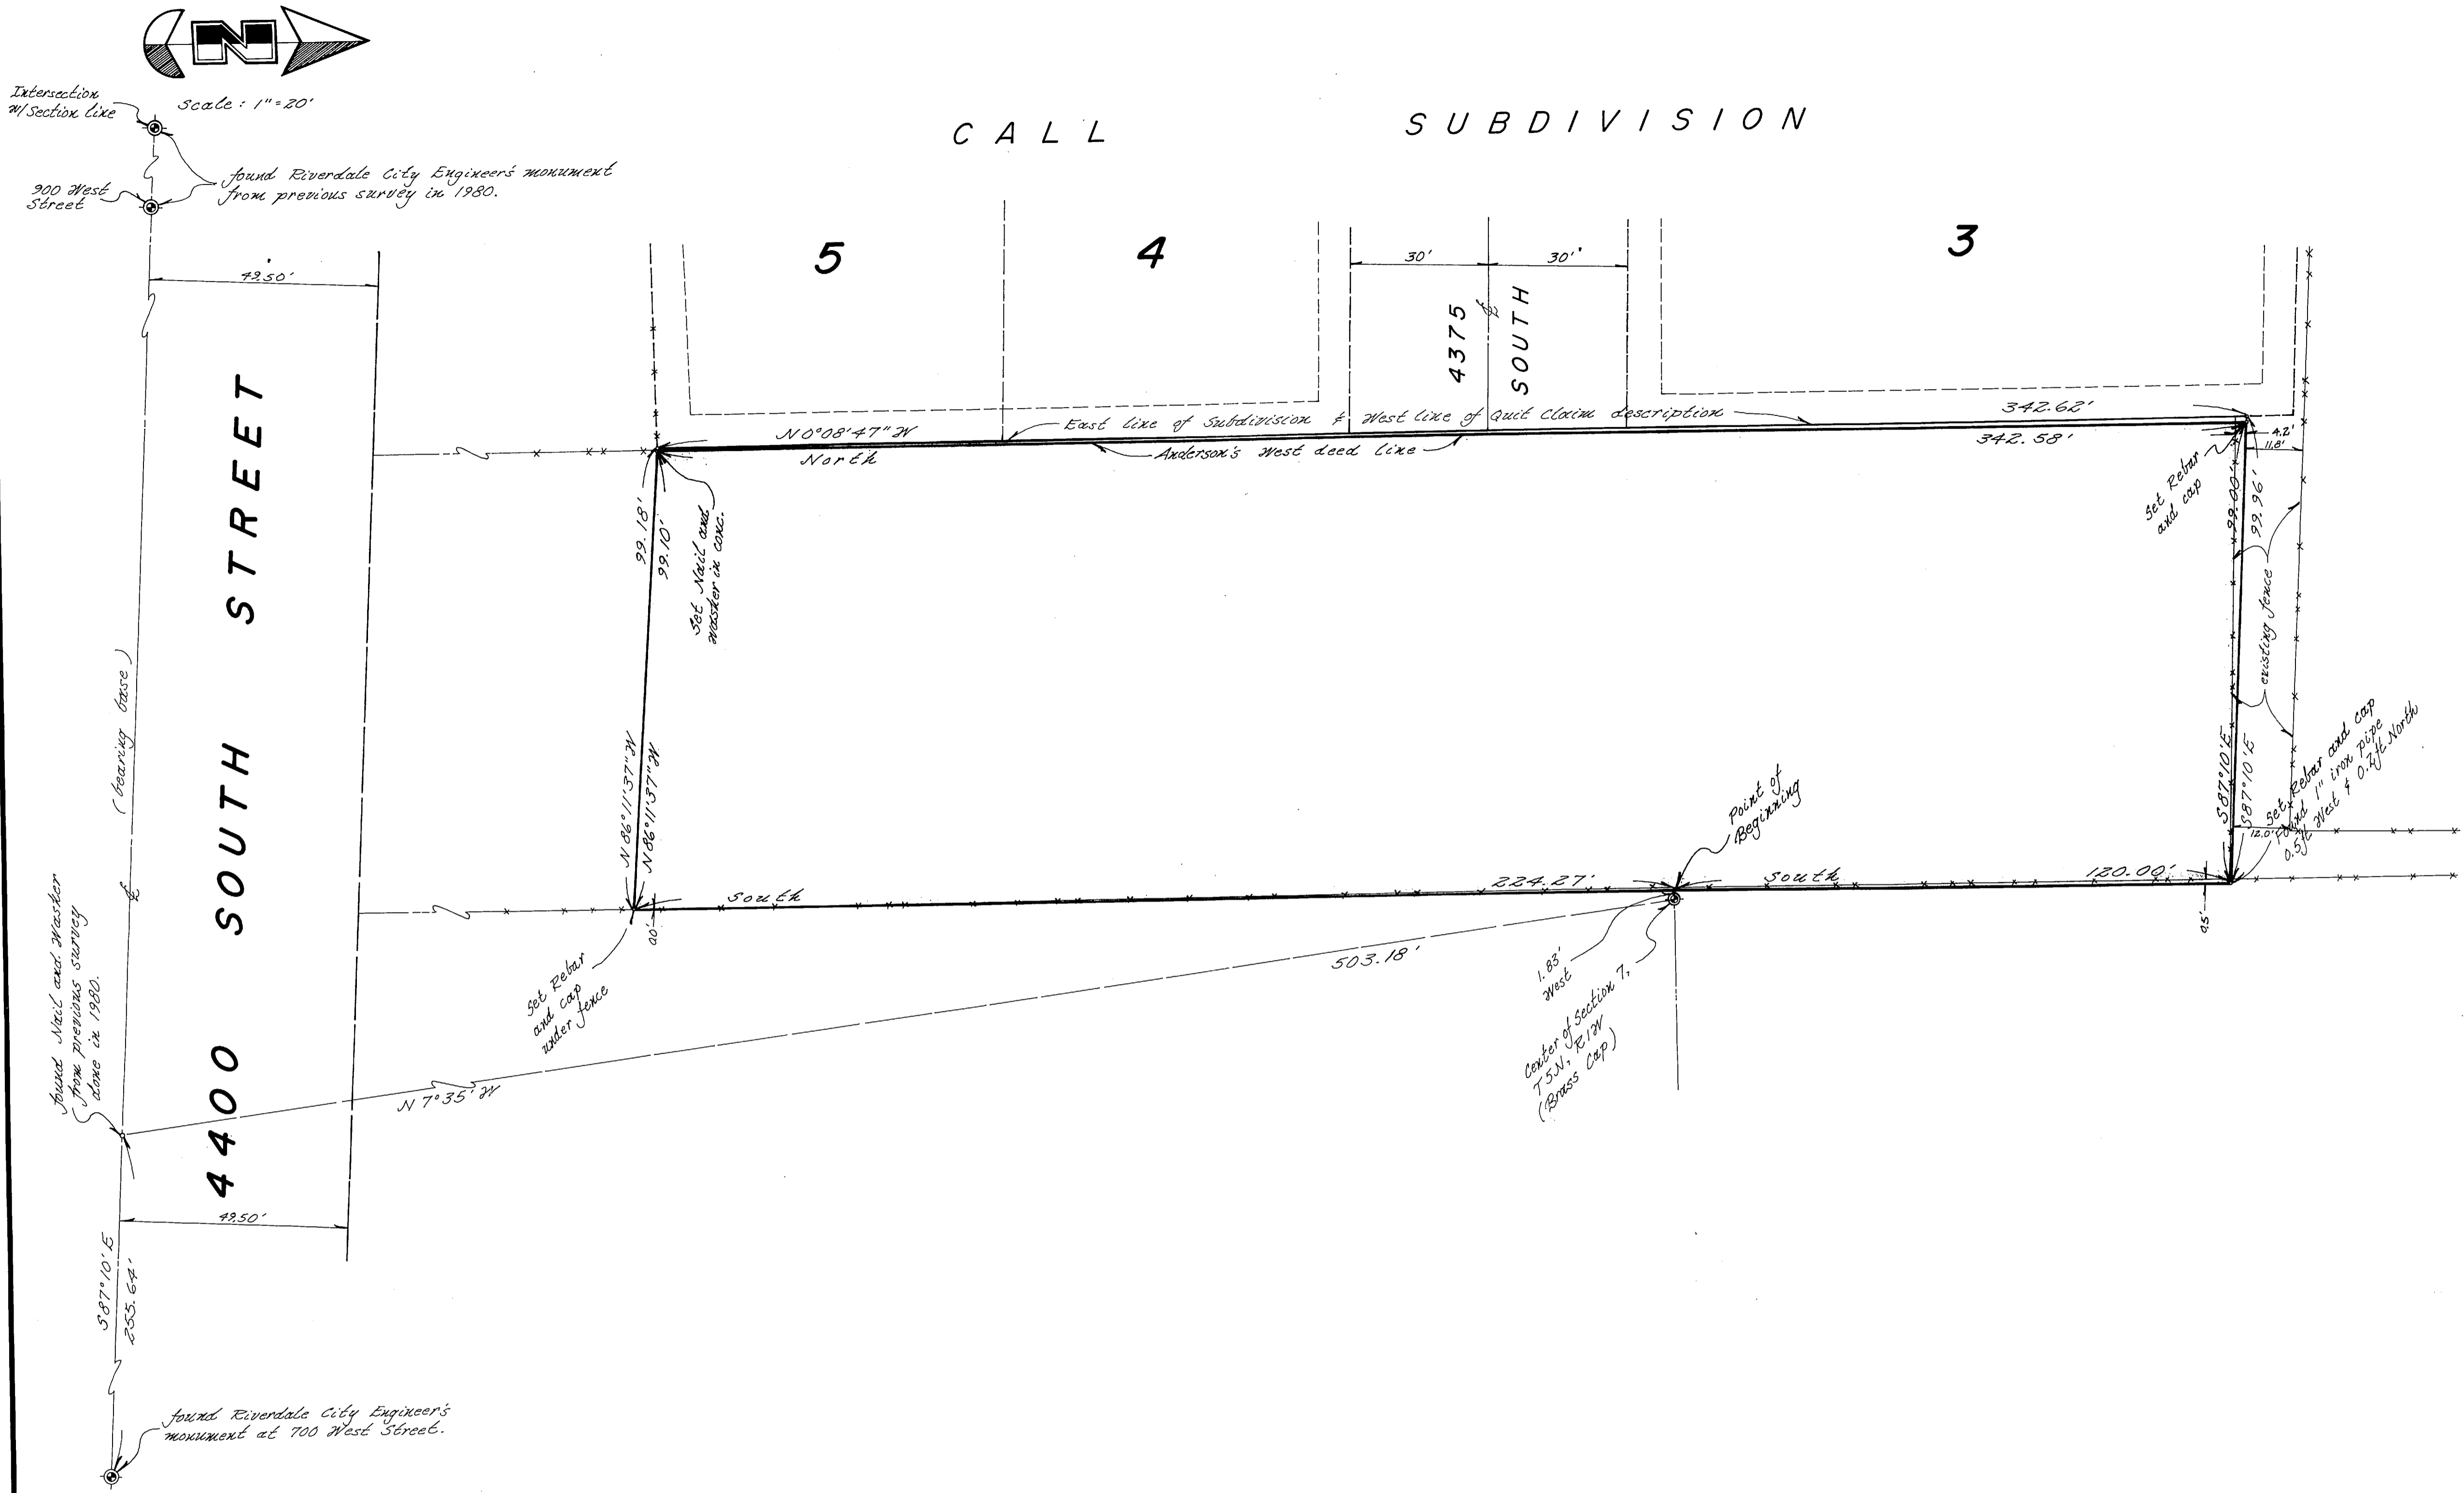 N
Scale : 1" = 20'
Intersection
W/ Section line
found Riverdale City Engineer's monument
from previous survey in 1980.
900 West
Street
CALL SUBDIVISION
5
4
3
49.50'
30'
30'
4375
℄
SOUTH
East line of Subdivision & West line of Quit Claim description
342.62'
N 0°08'47" W
North
Anderson's West deed line
342.58'
4.2'
11.8'
Set Rebar
and cap
99.00'
99.96'
existing fence
S 87°10' E
S 87°10' E
12.0'
Set Rebar and cap
Found 1" iron pipe
0.5ft West & 0.2ft North
99.18'
99.10'
Set Nail and
Washer in conc.
N 86°11'37" W
N 86°11'37" W
4400 SOUTH STREET
(bearing base)
℄
Point of
Beginning
South
224.27'
South
120.00'
0.0'
0.5'
Set Rebar
and cap
under fence
503.18'
N 7°35' W
1.83'
West
Center of Section 7,
T5N, R1W
(Brass Cap)
found Nail and Washer
from previous survey
done in 1980.
49.50'
S 87°10' E
255.64'
found Riverdale City Engineer's
monument at 700 West Street.